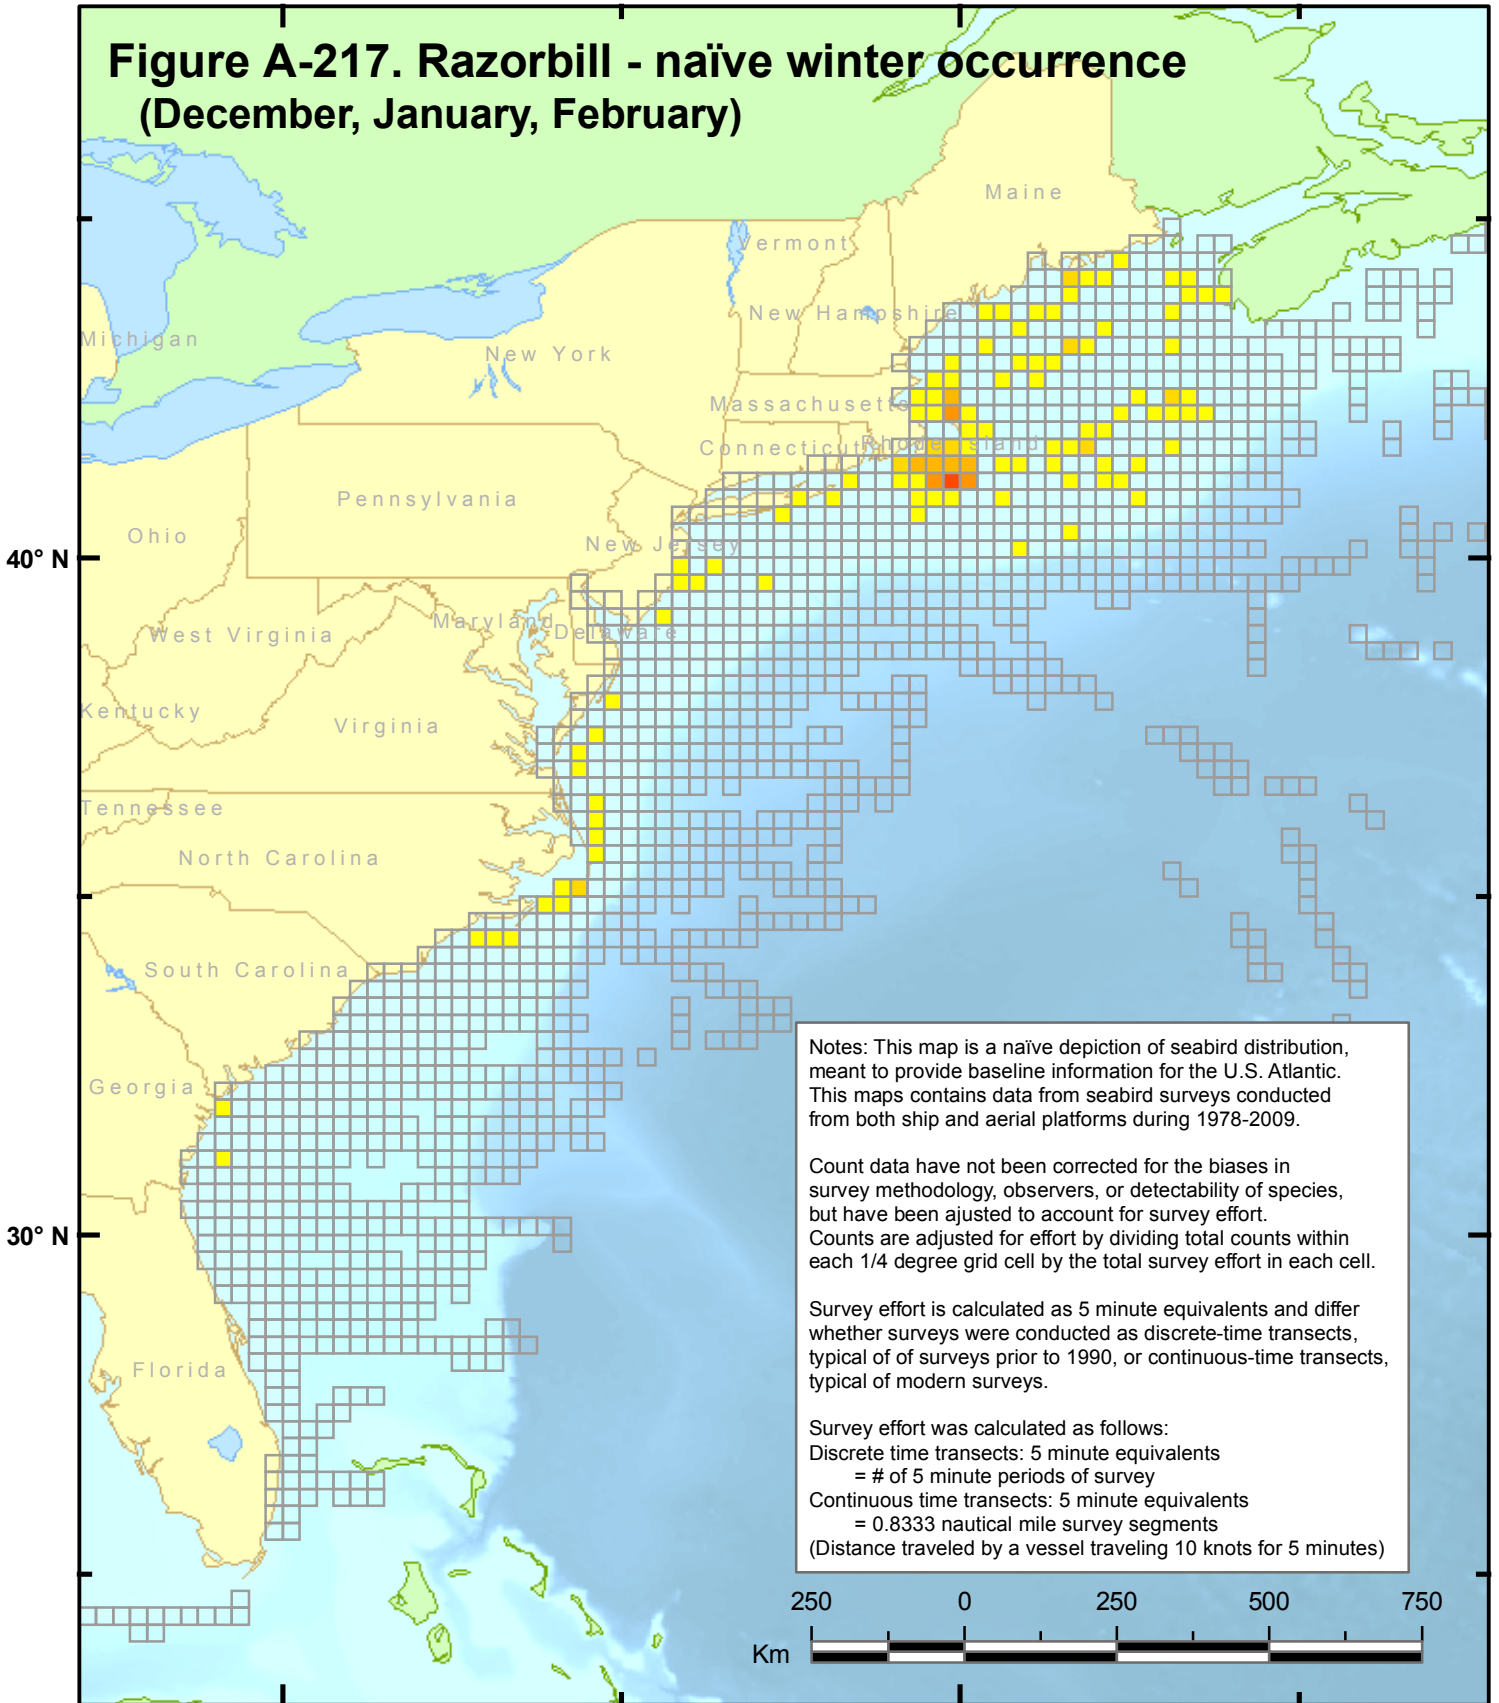 Figure A-217. Razorbill - naïve winter occurrence
(December, January, February)
Maine
Vermont
New Hampshire
Michigan
New York
Massachusetts
Connecticut
Rhode Island
Pennsylvania
Ohio
New Jersey
40° N
West Virginia
Maryland
Delaware
Kentucky
Virginia
Tennessee
North Carolina
South Carolina
Georgia
30° N
Florida
Notes: This map is a naïve depiction of seabird distribution,
meant to provide baseline information for the U.S. Atlantic.
This maps contains data from seabird surveys conducted
from both ship and aerial platforms during 1978-2009.
Count data have not been corrected for the biases in
survey methodology, observers, or detectability of species,
but have been ajusted to account for survey effort.
Counts are adjusted for effort by dividing total counts within
each 1/4 degree grid cell by the total survey effort in each cell.
Survey effort is calculated as 5 minute equivalents and differ
whether surveys were conducted as discrete-time transects,
typical of of surveys prior to 1990, or continuous-time transects,
typical of modern surveys.
Survey effort was calculated as follows:
Discrete time transects: 5 minute equivalents
= # of 5 minute periods of survey
Continuous time transects: 5 minute equivalents
= 0.8333 nautical mile survey segments
(Distance traveled by a vessel traveling 10 knots for 5 minutes)
250 0 250 500 750
Km